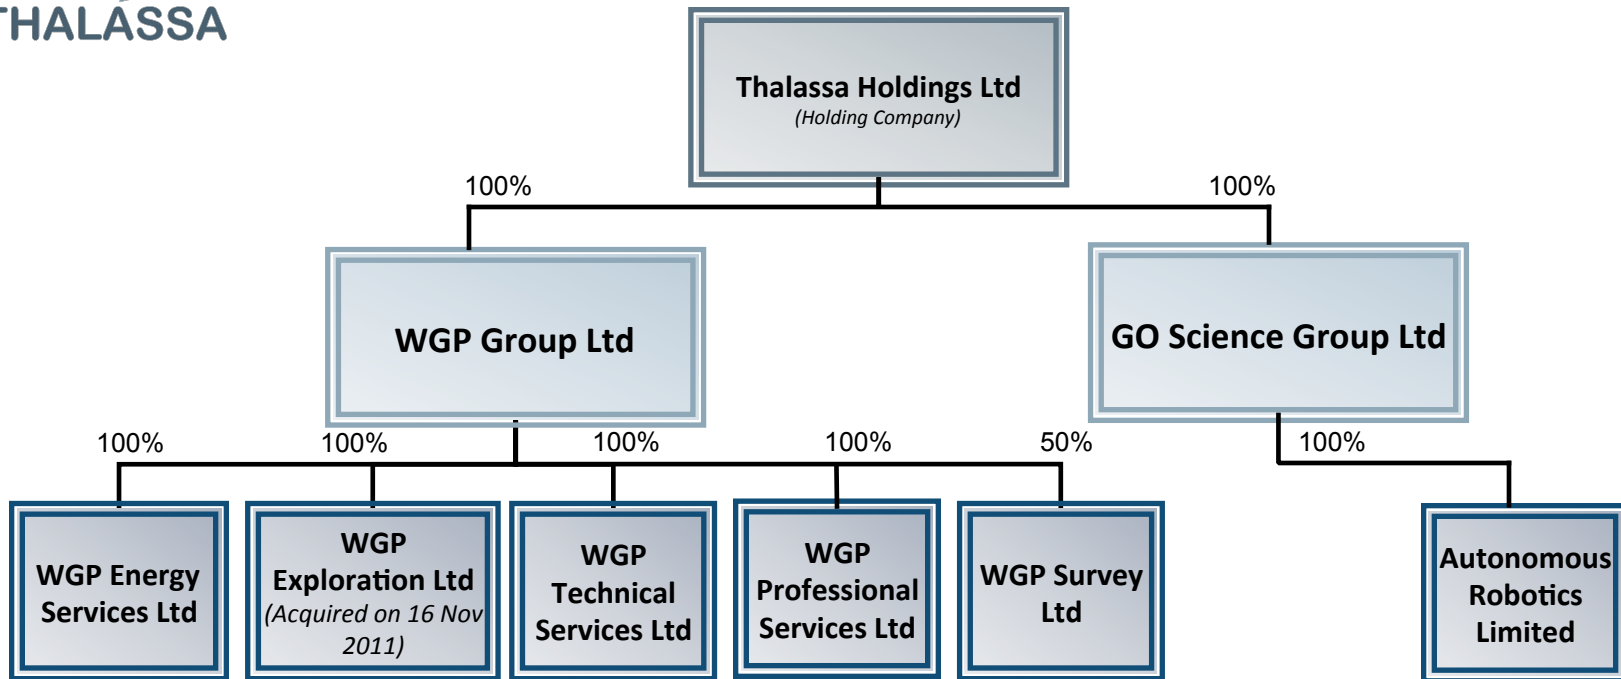 THALASSA
Thalassa Holdings Ltd
(Holding Company)
100%
100%
WGP Group Ltd
GO Science Group Ltd
100%
100%
100%
100%
50%
100%
WGP Energy
Services Ltd
WGP
Exploration Ltd
(Acquired on 16 Nov
2011)
WGP
Technical
Services Ltd
WGP
Professional
Services Ltd
WGP Survey
Ltd
Autonomous
Robotics
Limited